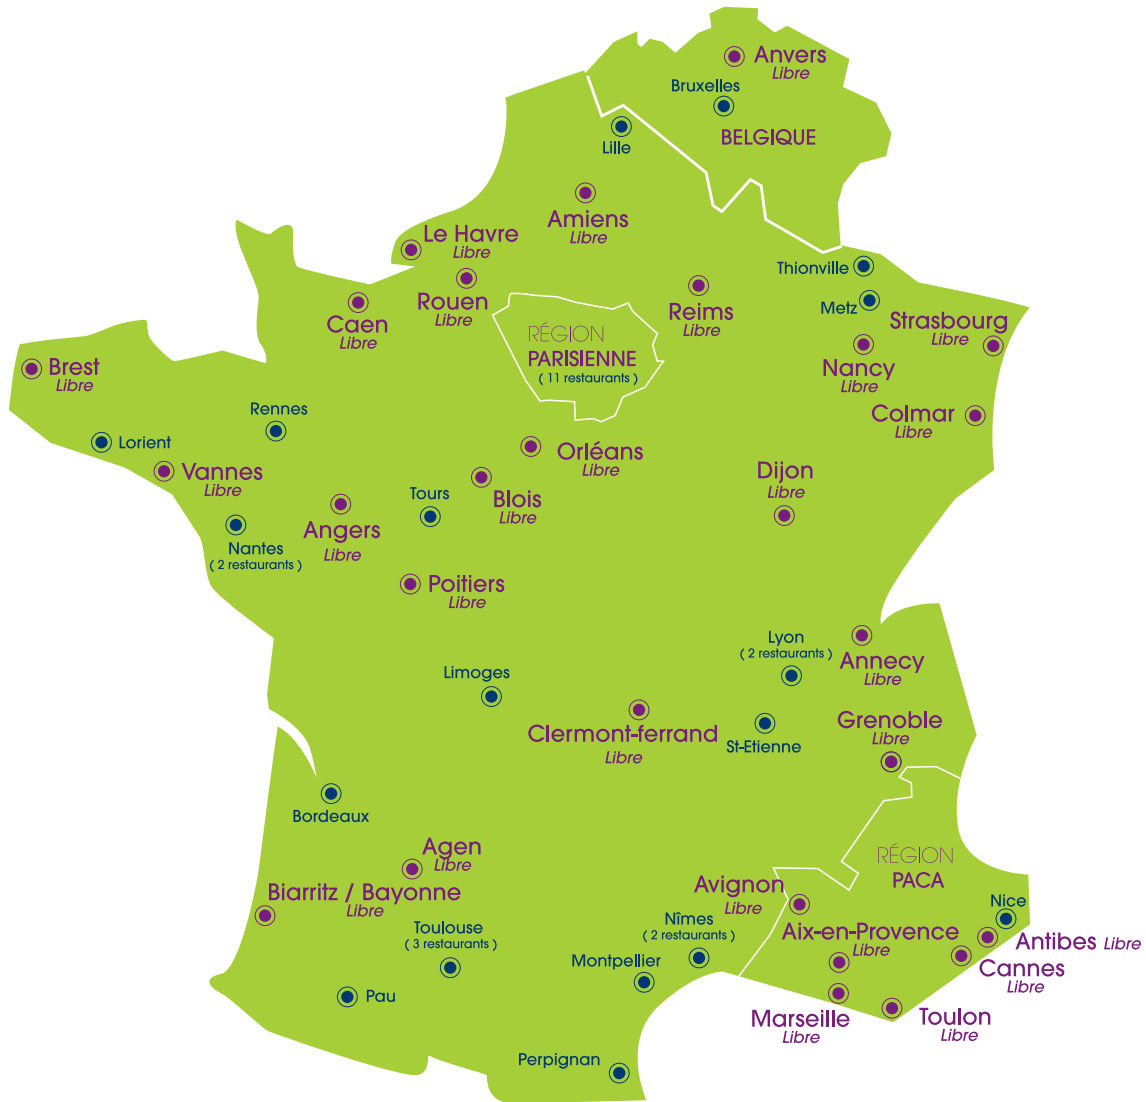 Anvers
Libre
Bruxelles
BELGIQUE
Lille
Amiens
Libre
Le Havre
Libre
Rouen
Libre
Caen
Libre
Thionville
Metz
Reims
Libre
Strasbourg
Libre
Nancy
Libre
RÉGION
PARISIENNE
( 11 restaurants )
Brest
Libre
Colmar
Libre
Rennes
Lorient
Vannes
Libre
Orléans
Libre
Dijon
Libre
Blois
Libre
Tours
Angers
Libre
Nantes
( 2 restaurants )
Poitiers
Libre
Lyon
( 2 restaurants )
Annecy
Libre
Limoges
Clermont-ferrand
Libre
Grenoble
Libre
St-Etienne
Bordeaux
Agen
Libre
RÉGION
PACA
Biarritz / Bayonne
Libre
Avignon
Libre
Nice
Toulouse
( 3 restaurants )
Nîmes
( 2 restaurants )
Aix-en-Provence
Libre
Antibes Libre
Montpellier
Cannes
Libre
Pau
Marseille
Libre
Toulon
Libre
Perpignan